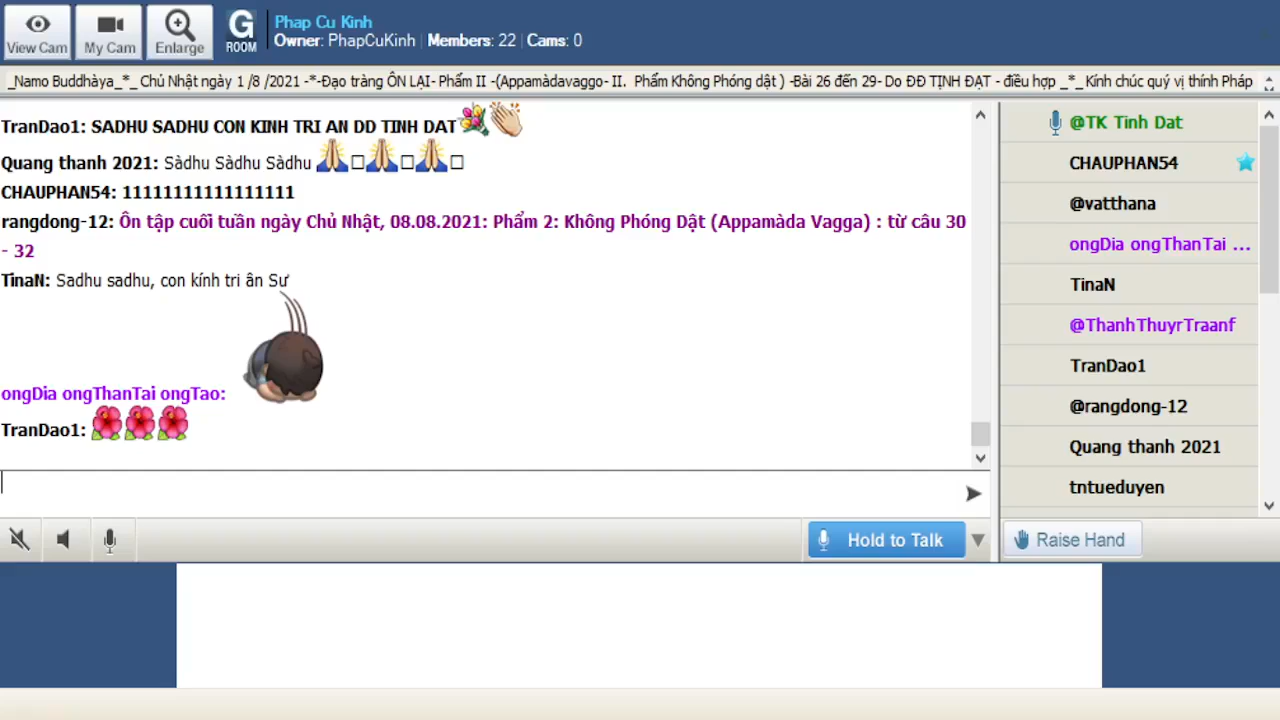 View Cam
My Cam
Enlarge
G
ROOM
Phap Cu Kinh
Owner: PhapCuKinh | Members: 22 | Cams: 0
_Namo Buddhàya_*_ Chủ Nhật ngày 1 /8 /2021 -*-Đạo tràng ÔN LẠI- Phẩm II -(Appamàdavaggo- II. Phẩm Không Phóng dật ) -Bài 26 đến 29- Do ĐĐ TỊNH ĐẠT - điều hợp _*_ Kính chúc quý vị thính Pháp
TranDao1: SADHU SADHU CON KINH TRI AN DD TINH DAT
Quang thanh 2021: Sàdhu Sàdhu Sàdhu
CHAUPHAN54: 11111111111111111
rangdong-12: Ôn tập cuối tuần ngày Chủ Nhật, 08.08.2021: Phẩm 2: Không Phóng Dật (Appamàda Vagga) : từ câu 30
- 32
TinaN: Sadhu sadhu, con kính tri ân Sư
ongDia ongThanTai ongTao:
TranDao1:
@TK Tinh Dat
CHAUPHAN54
@vatthana
ongDia ongThanTai ...
TinaN
@ThanhThuyrTraanf
TranDao1
@rangdong-12
Quang thanh 2021
tntueduyen
Hold to Talk
Raise Hand